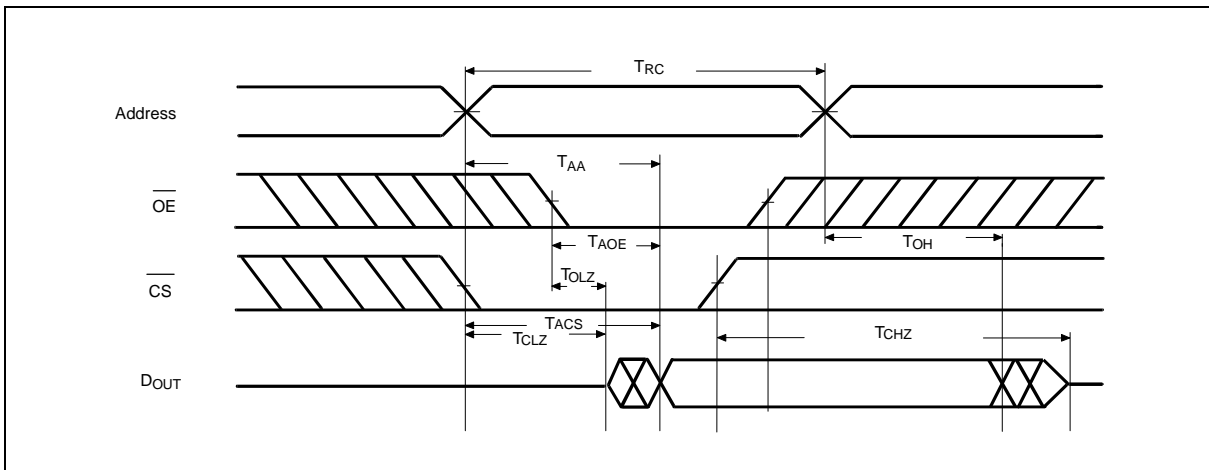 TRC
Address
TAA
OE
TAOE
TOH
TOLZ
CS
TACS
TCLZ
TCHZ
DOUT